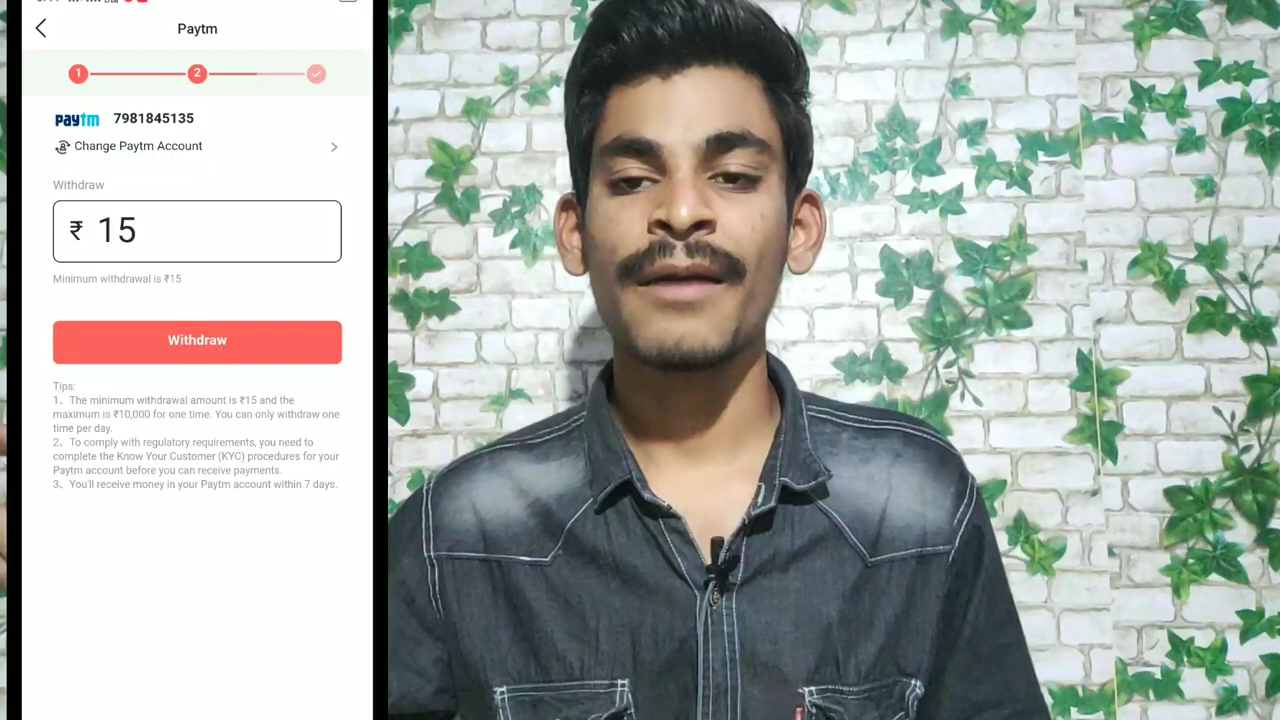 Paytm
1 2
paytm 7981845135
Change Paytm Account
Withdraw
₹ 15
Minimum withdrawal is ₹15
Withdraw
Tips:
1、The minimum withdrawal amount is ₹15 and the
maximum is ₹10,000 for one time. You can only withdraw one
time per day.
2、To comply with regulatory requirements, you need to
complete the Know Your Customer (KYC) procedures for your
Paytm account before you can receive payments.
3、You'll receive money in your Paytm account within 7 days.